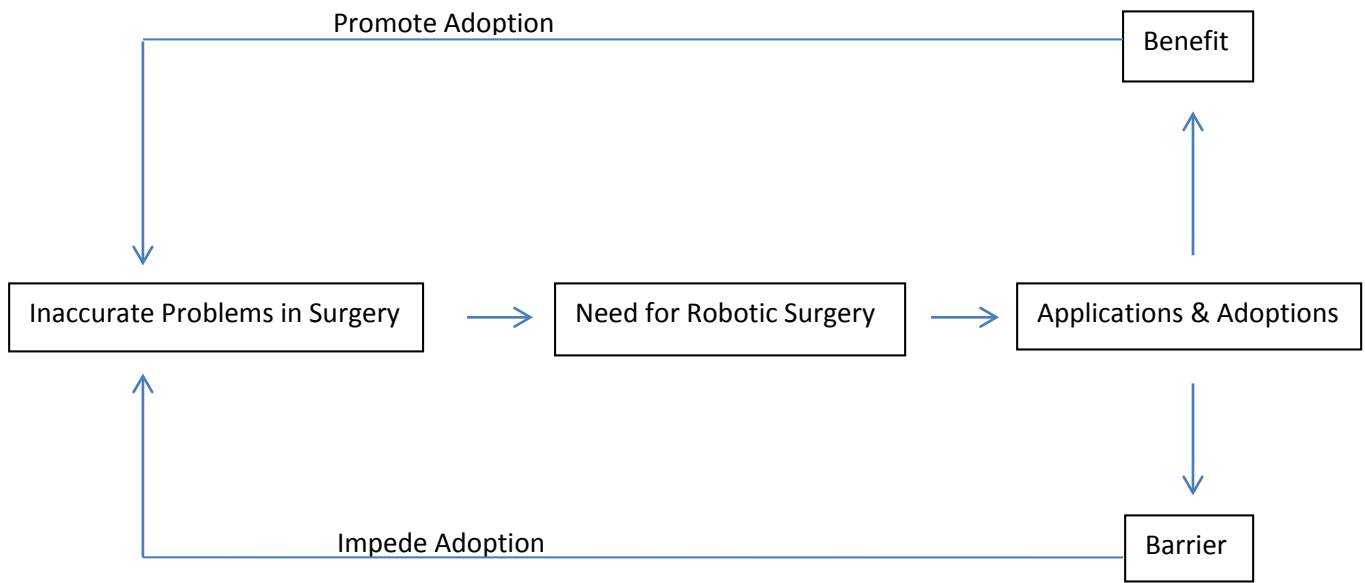 Promote Adoption
Benefit
Inaccurate Problems in Surgery
Need for Robotic Surgery
Applications & Adoptions
Impede Adoption
Barrier